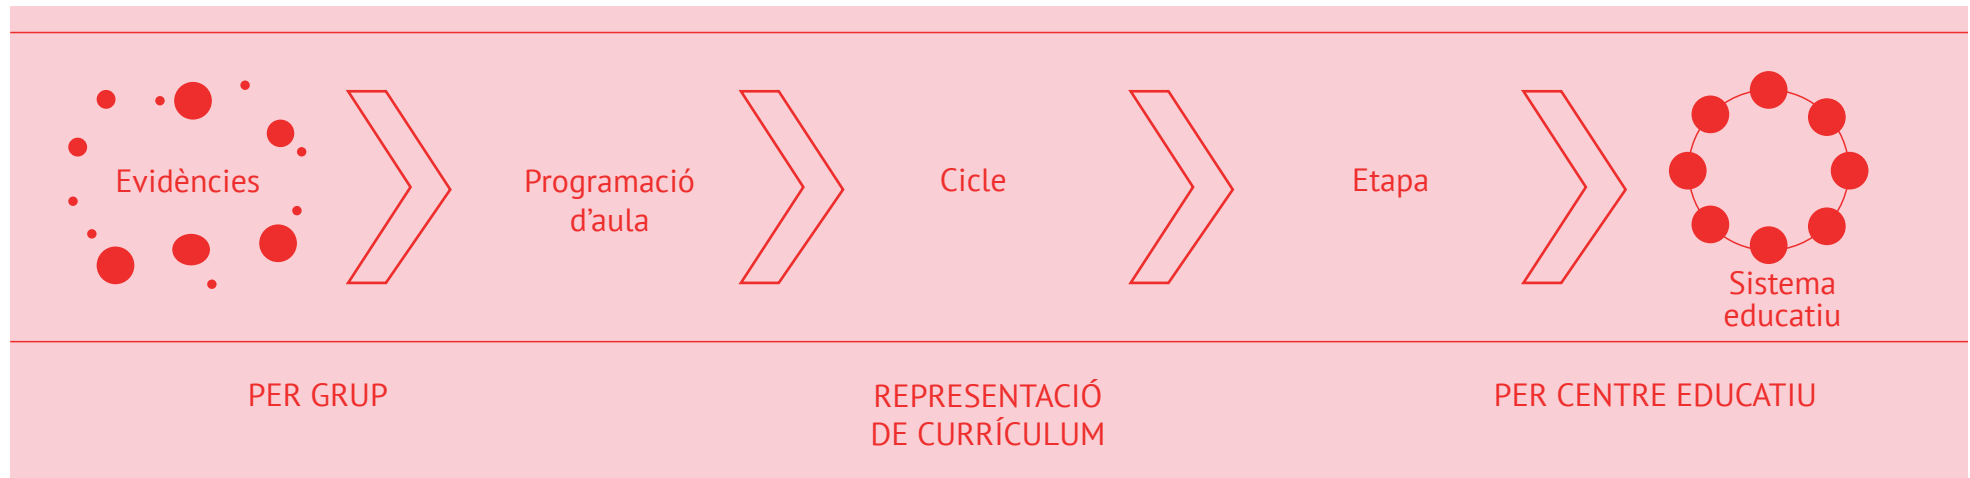 Evidències
Programació
d’aula
Cicle
Etapa
Sistema
educatiu
PER GRUP
REPRESENTACIÓ
DE CURRÍCULUM
PER CENTRE EDUCATIU